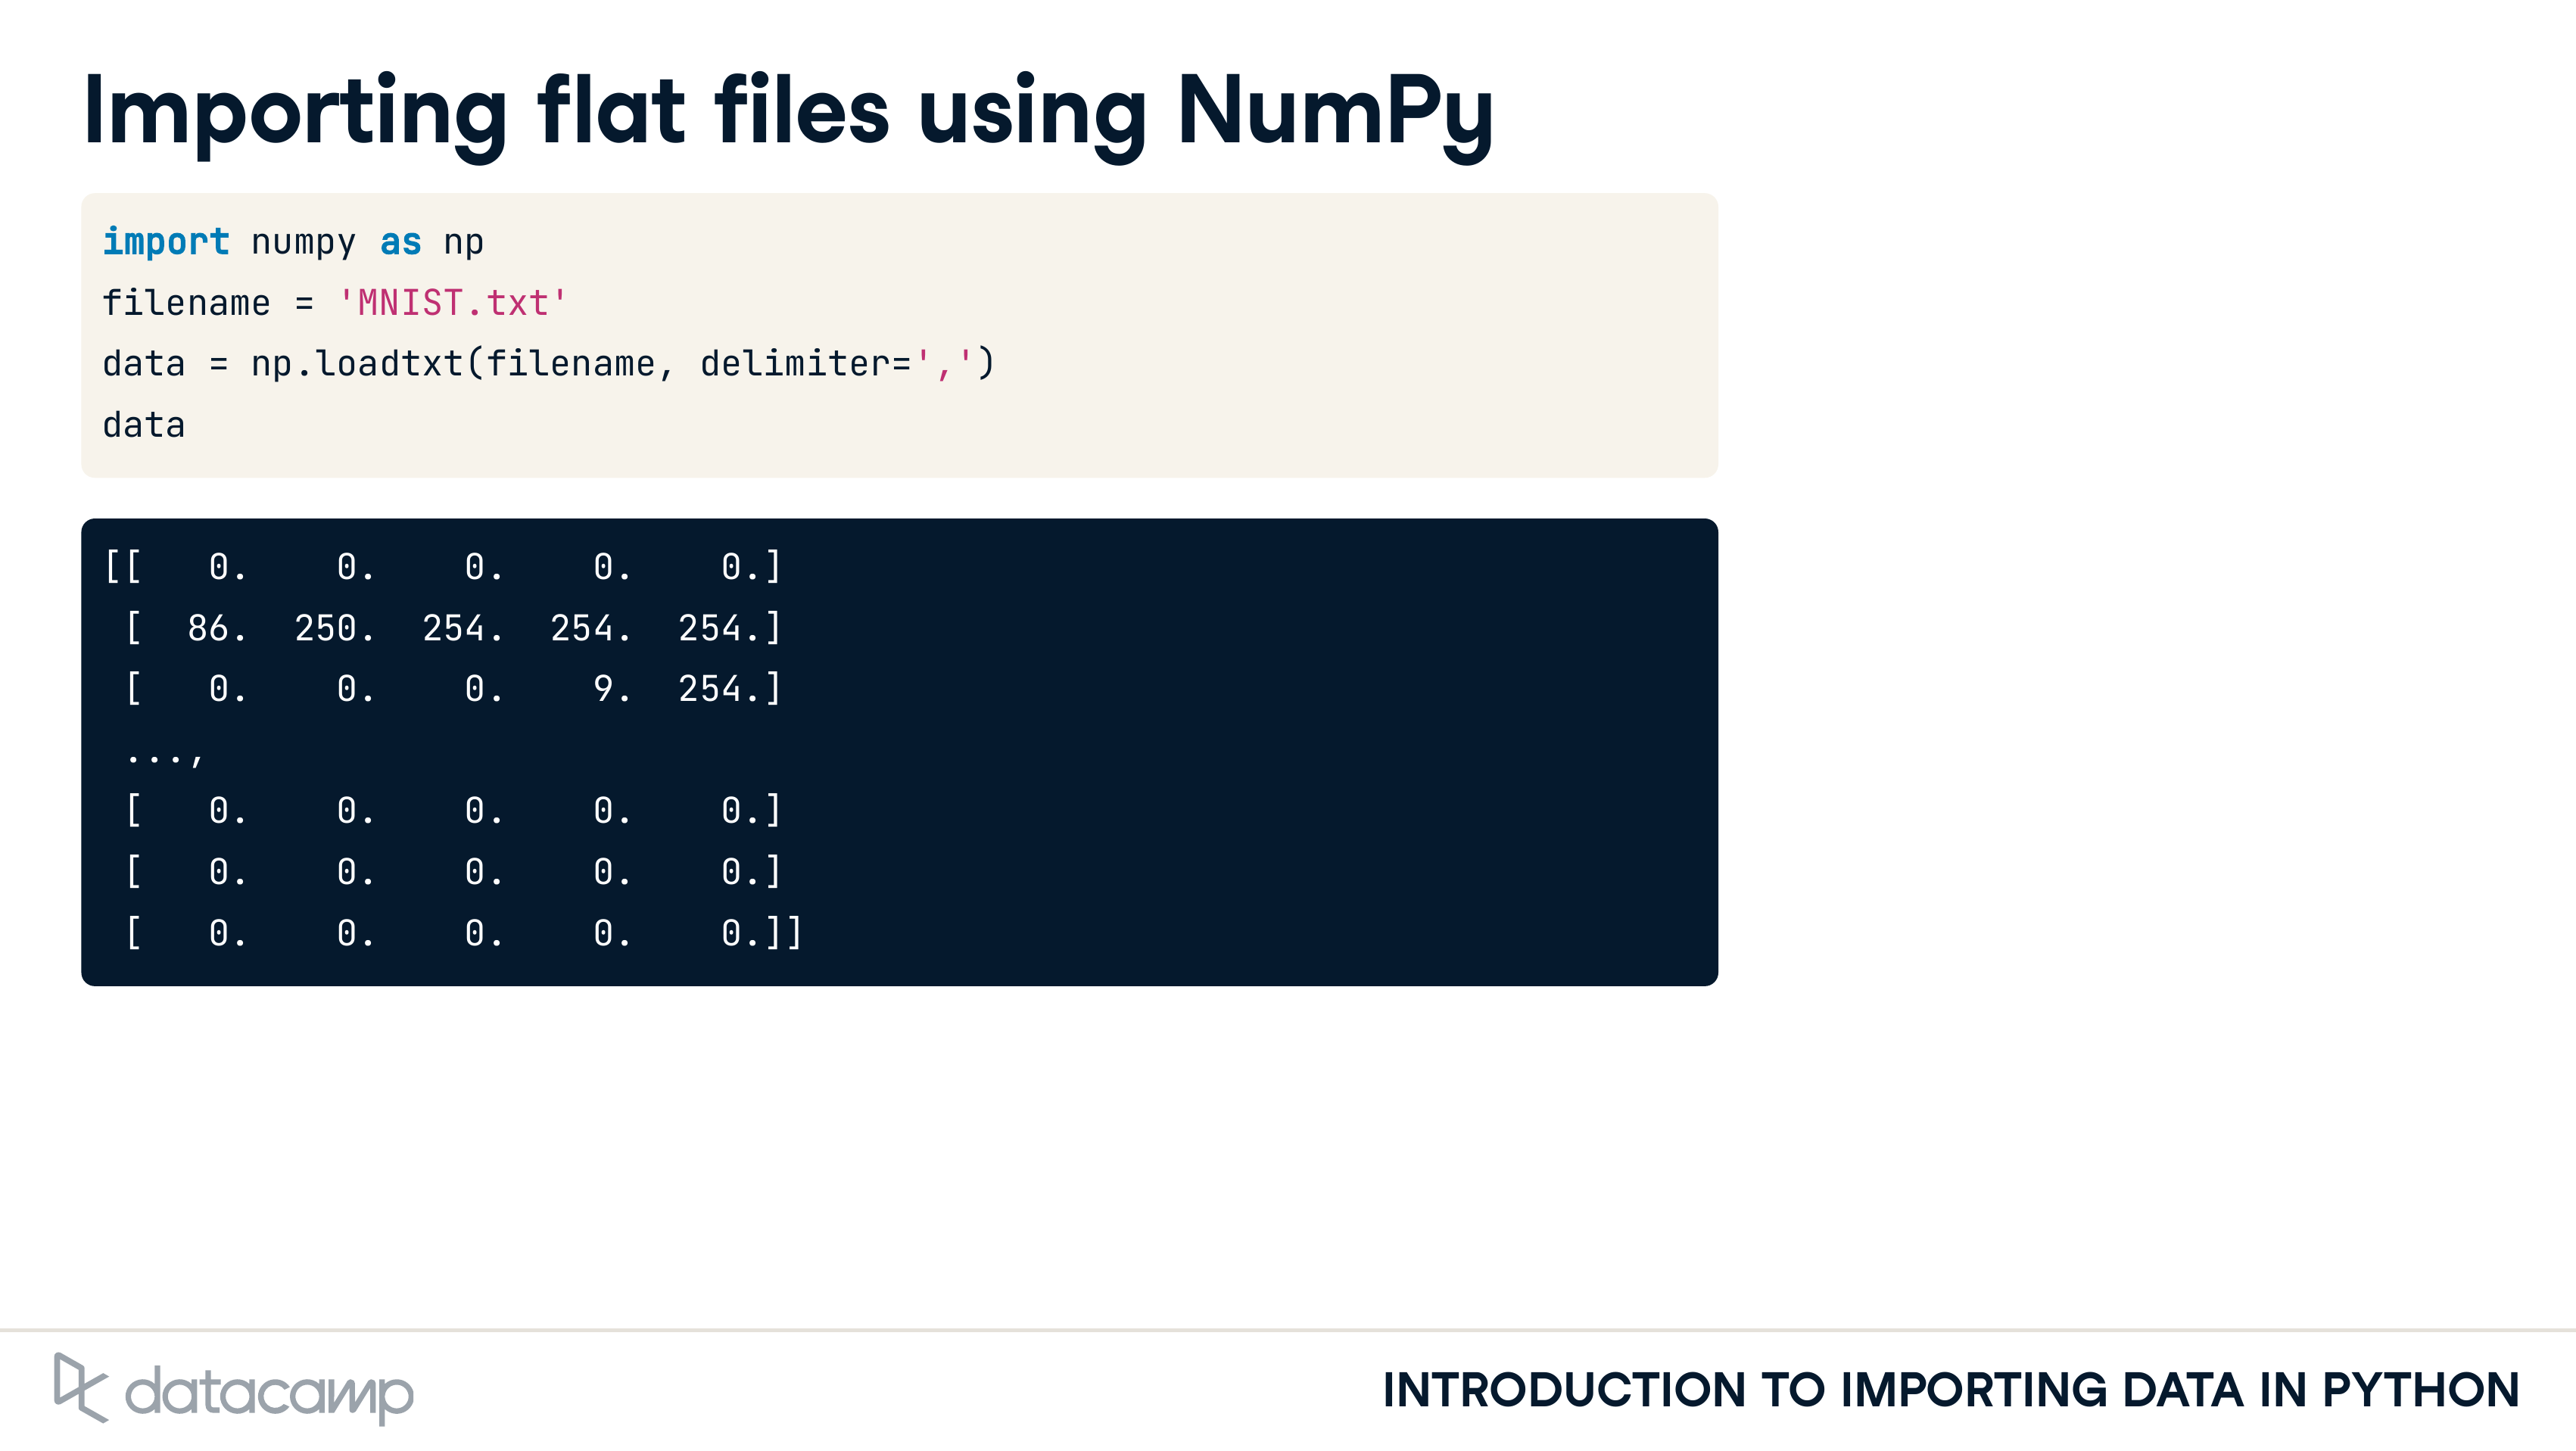 Importing flat files using NumPy
import numpy as np
filename = 'MNIST.txt'
data = np.loadtxt(filename, delimiter=',')
data
[[   0.    0.    0.    0.    0.]
 [  86.  250.  254.  254.  254.]
 [   0.    0.    0.    9.  254.]
 ...,
 [   0.    0.    0.    0.    0.]
 [   0.    0.    0.    0.    0.]
 [   0.    0.    0.    0.    0.]]
datacamp
INTRODUCTION TO IMPORTING DATA IN PYTHON